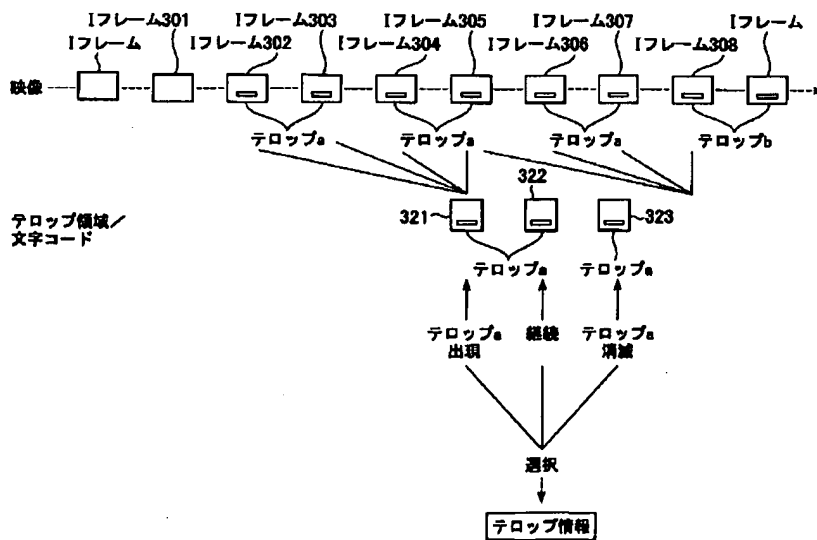 Iフレーム301 Iフレーム303 Iフレーム305 Iフレーム307 Iフレーム
Iフレーム Iフレーム302 Iフレーム304 Iフレーム306 Iフレーム308
映像
テロップa テロップa テロップa テロップb
322
321 323
テロップ領域/
文字コード
テロップa テロップa
テロップa 継続 テロップa
出現 消滅
選択
テロップ情報